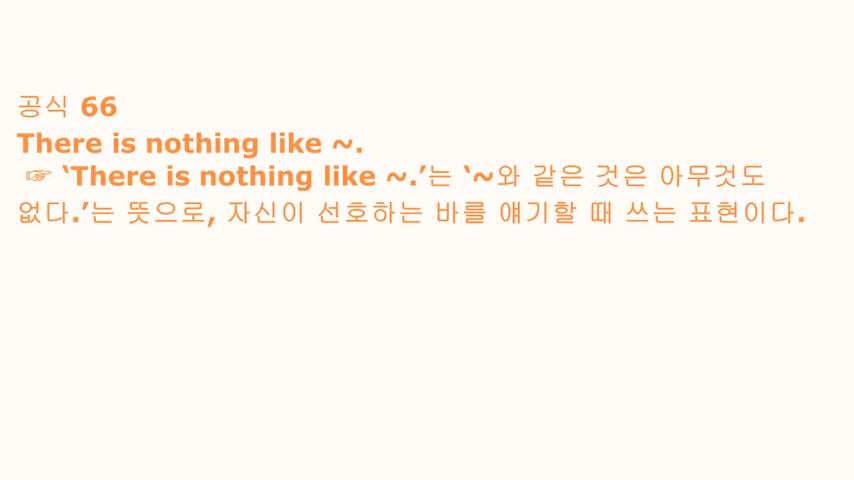 공식 66
There is nothing like ~.
☞ ‘There is nothing like ~.’는 ‘~와 같은 것은 아무것도
없다.’는 뜻으로, 자신이 선호하는 바를 얘기할 때 쓰는 표현이다.